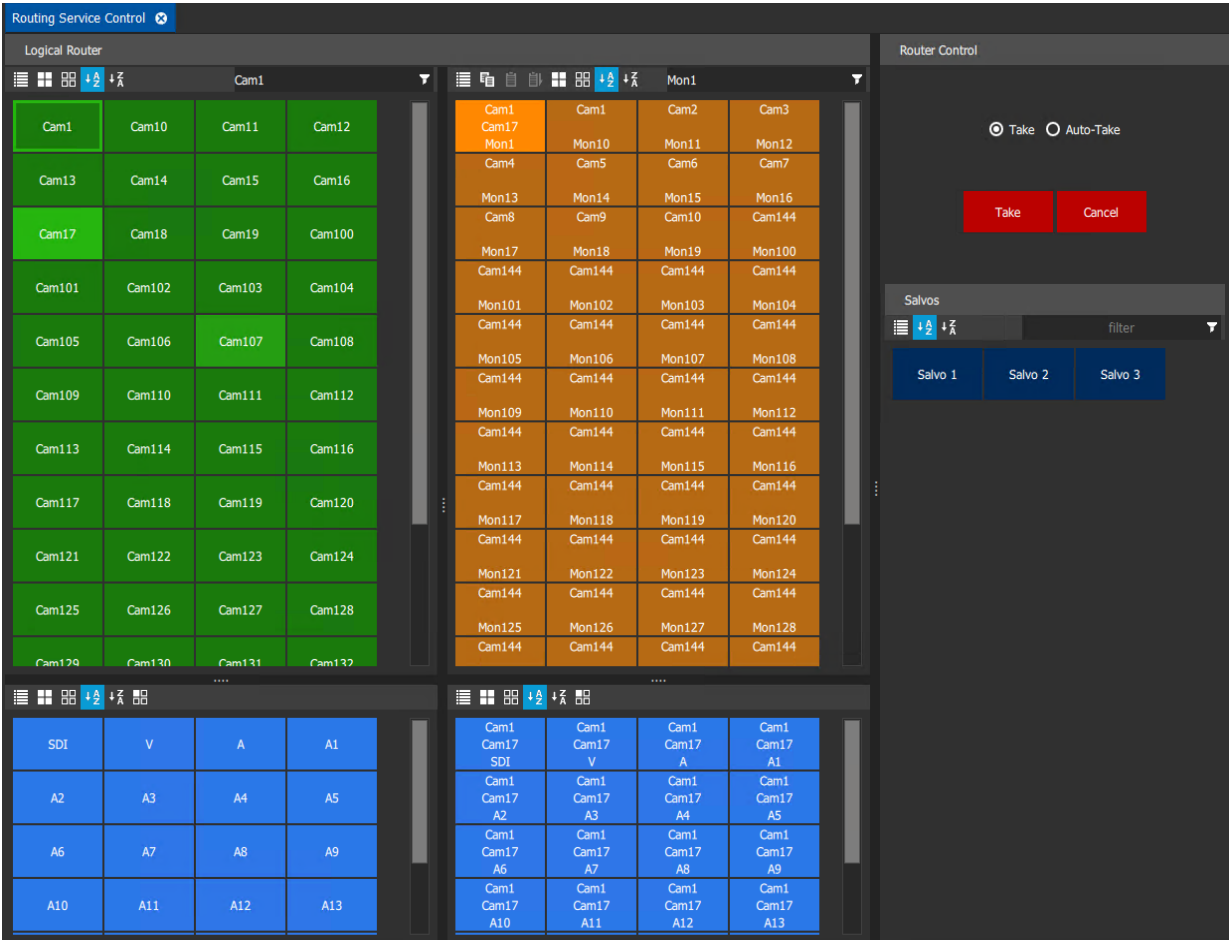 Routing Service Control
Logical Router
Router Control
Cam1
Mon1
Cam1 Cam10 Cam11 Cam12
Cam13 Cam14 Cam15 Cam16
Cam17 Cam18 Cam19 Cam100
Cam101 Cam102 Cam103 Cam104
Cam105 Cam106 Cam107 Cam108
Cam109 Cam110 Cam111 Cam112
Cam113 Cam114 Cam115 Cam116
Cam117 Cam118 Cam119 Cam120
Cam121 Cam122 Cam123 Cam124
Cam125 Cam126 Cam127 Cam128
Cam129 Cam130 Cam131 Cam132
Cam1 Cam1 Cam2 Cam3
Cam17
Mon1 Mon10 Mon11 Mon12
Cam4 Cam5 Cam6 Cam7
Mon13 Mon14 Mon15 Mon16
Cam8 Cam9 Cam10 Cam144
Mon17 Mon18 Mon19 Mon100
Cam144 Cam144 Cam144 Cam144
Mon101 Mon102 Mon103 Mon104
Cam144 Cam144 Cam144 Cam144
Mon105 Mon106 Mon107 Mon108
Cam144 Cam144 Cam144 Cam144
Mon109 Mon110 Mon111 Mon112
Cam144 Cam144 Cam144 Cam144
Mon113 Mon114 Mon115 Mon116
Cam144 Cam144 Cam144 Cam144
Mon117 Mon118 Mon119 Mon120
Cam144 Cam144 Cam144 Cam144
Mon121 Mon122 Mon123 Mon124
Cam144 Cam144 Cam144 Cam144
Mon125 Mon126 Mon127 Mon128
Cam144 Cam144 Cam144 Cam144
Take Auto-Take
Take Cancel
Salvos
filter
Salvo 1 Salvo 2 Salvo 3
SDI V A A1
A2 A3 A4 A5
A6 A7 A8 A9
A10 A11 A12 A13
Cam1 Cam1 Cam1 Cam1
Cam17 Cam17 Cam17 Cam17
SDI V A A1
Cam1 Cam1 Cam1 Cam1
Cam17 Cam17 Cam17 Cam17
A2 A3 A4 A5
Cam1 Cam1 Cam1 Cam1
Cam17 Cam17 Cam17 Cam17
A6 A7 A8 A9
Cam1 Cam1 Cam1 Cam1
Cam17 Cam17 Cam17 Cam17
A10 A11 A12 A13